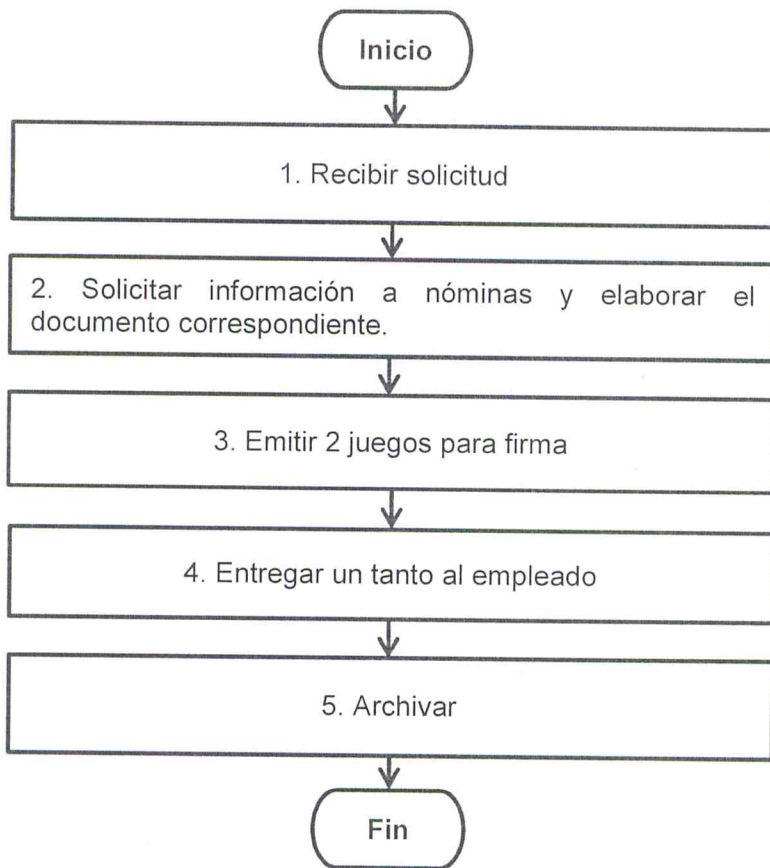 Inicio
1. Recibir solicitud
2. Solicitar información a nóminas y elaborar el
documento correspondiente.
3. Emitir 2 juegos para firma
4. Entregar un tanto al empleado
5. Archivar
Fin